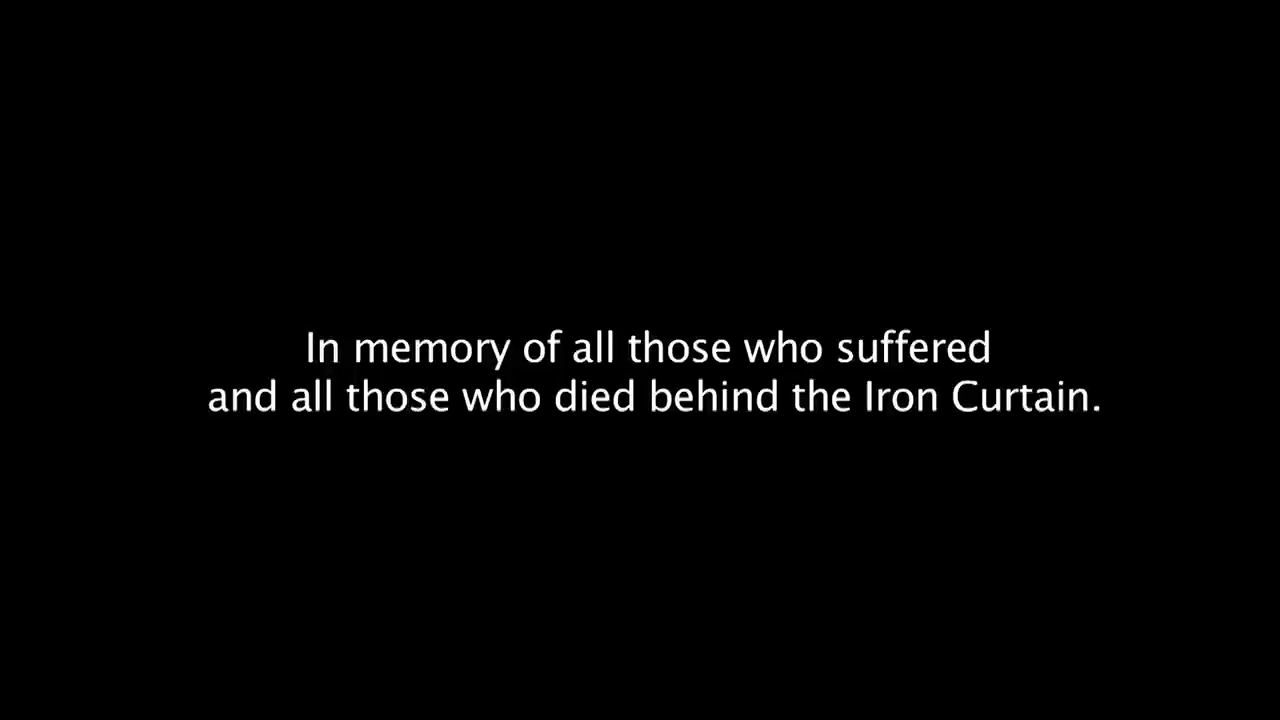 In memory of all those who suffered
and all those who died behind the Iron Curtain.